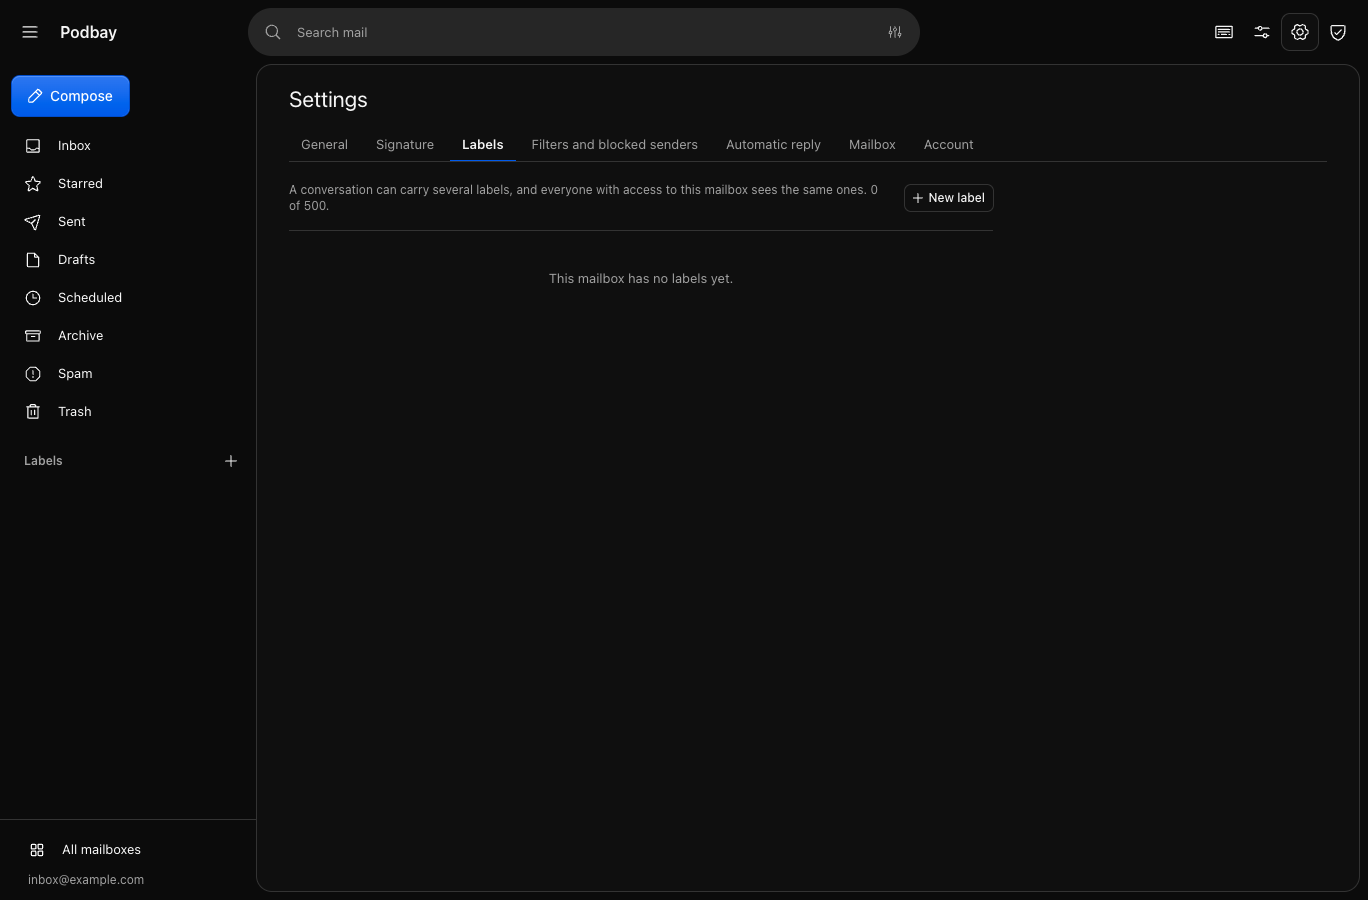 Podbay
Search mail
Compose
Inbox
Starred
Sent
Drafts
Scheduled
Archive
Spam
Trash
Labels
All mailboxes
inbox@example.com
Settings
General
Signature
Labels
Filters and blocked senders
Automatic reply
Mailbox
Account
A conversation can carry several labels, and everyone with access to this mailbox sees the same ones. 0
of 500.
New label
This mailbox has no labels yet.